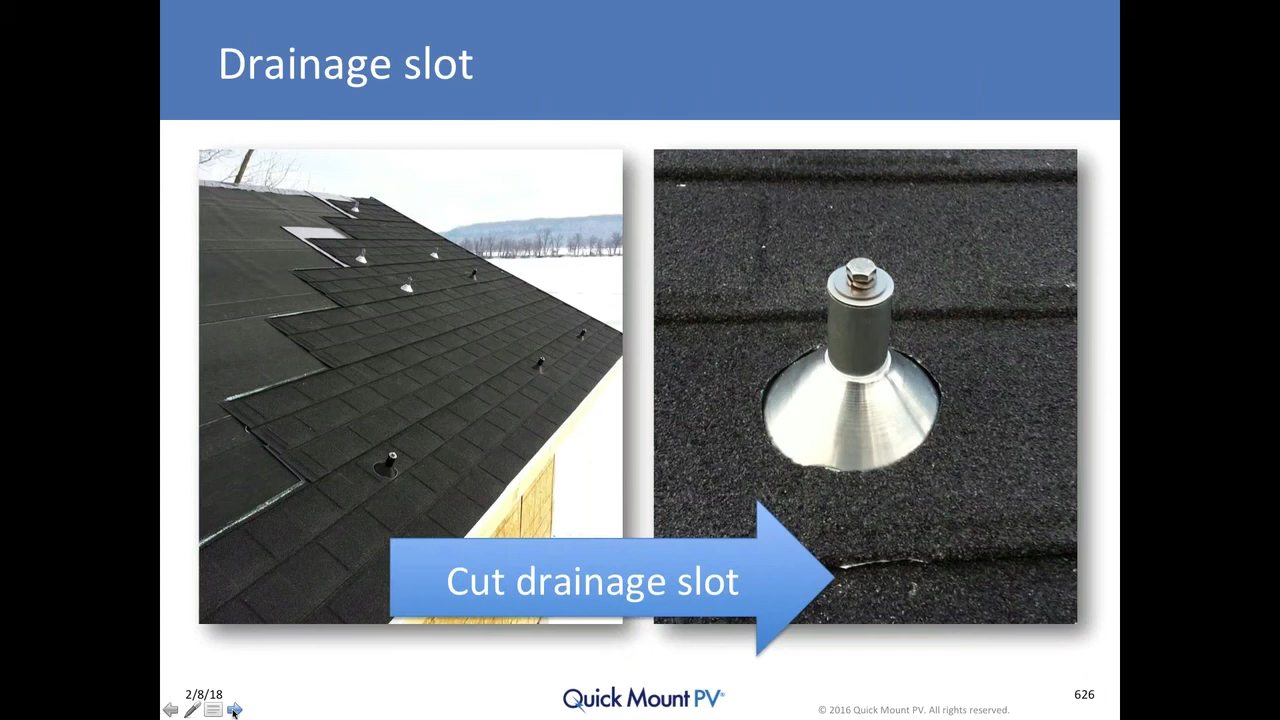 Drainage slot
Cut drainage slot
2/8/18
Quick Mount PV®
626
© 2016 Quick Mount PV. All rights reserved.